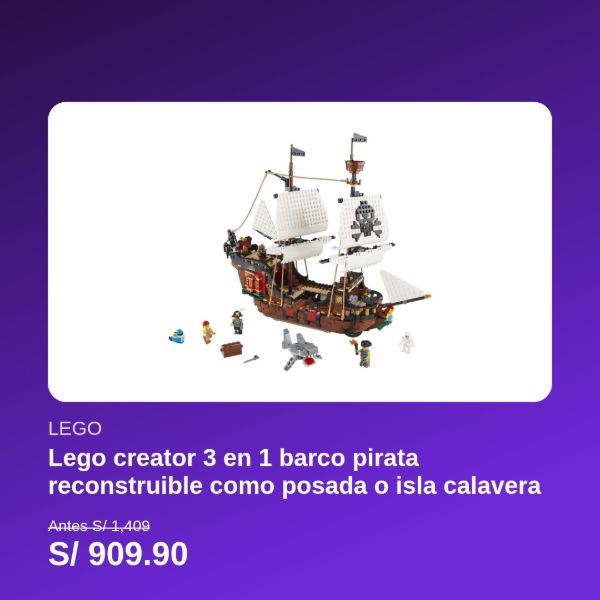 LEGO
Lego creator 3 en 1 barco pirata
reconstruible como posada o isla calavera
Antes S/ 1,409
S/ 909.90